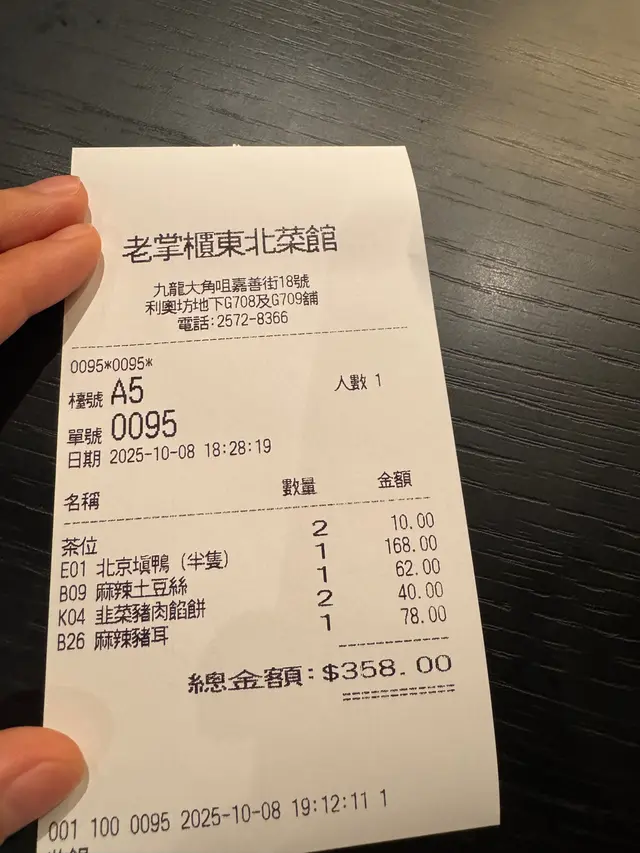 老掌櫃東北菜館
九龍大角咀嘉善街18號
利奧坊地下G708及G709舖
電話:2572-8366
0095*0095*
檯號 A5 人數 1
單號 0095
日期 2025-10-08 18:28:19
名稱 數量 金額
茶位 2 10.00
E01 北京填鴨 (半隻) 1 168.00
B09 麻辣土豆絲 1 62.00
K04 韭菜豬肉餡餅 2 40.00
B26 麻辣豬耳 1 78.00
總金額:$358.00
001 100 0095 2025-10-08 19:12:11 1